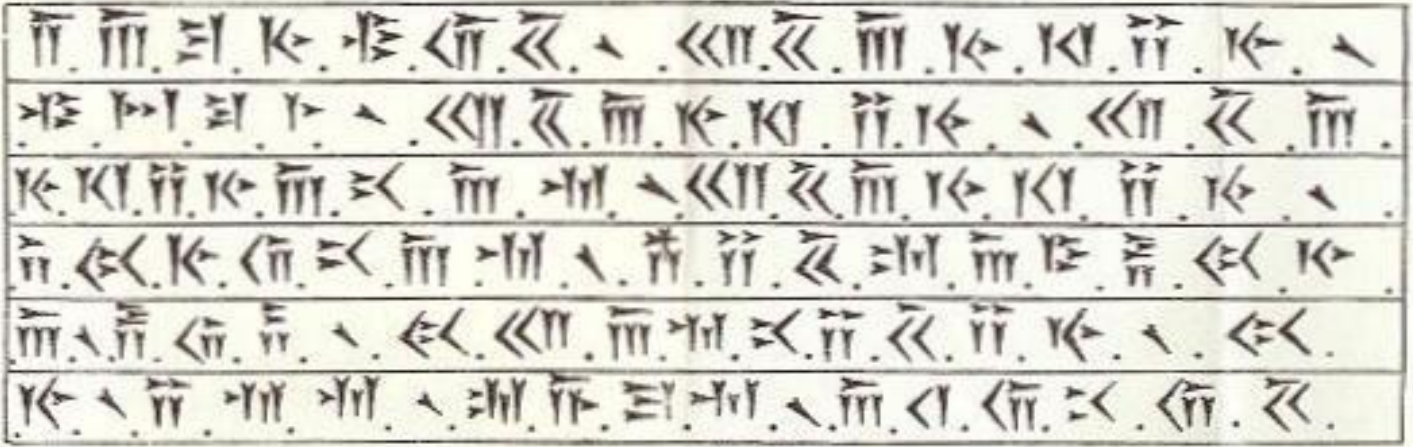 𐎭𐎠𐎼𐎹𐎺𐎢𐏁𐏐𐎧𐏁𐎠𐎹𐎰𐎡𐎹𐏐
𐎺𐏀𐎼𐎣𐏐𐎧𐏁𐎠𐎹𐎰𐎡𐎹𐏐𐎧𐏁𐎠
𐎹𐎰𐎡𐎹𐎠𐎴𐎠𐎶𐏐𐎧𐏁𐎠𐎹𐎰𐎡𐎹𐏐
𐎭𐏃𐎹𐎢𐎴𐎠𐎶𐏐𐎻𐎡𐏁𐎫𐎠𐎿𐎱𐏃𐎹
𐎠𐏐𐎱𐎢𐏂𐏐𐏃𐎧𐎠𐎶𐎴𐎡𐏁𐎡𐎹𐏐𐏃
𐎹𐏐𐎡𐎶𐎶𐏐𐎫𐎨𐎼𐎶𐏐𐎠𐎤𐎢𐎴𐎢𐏁